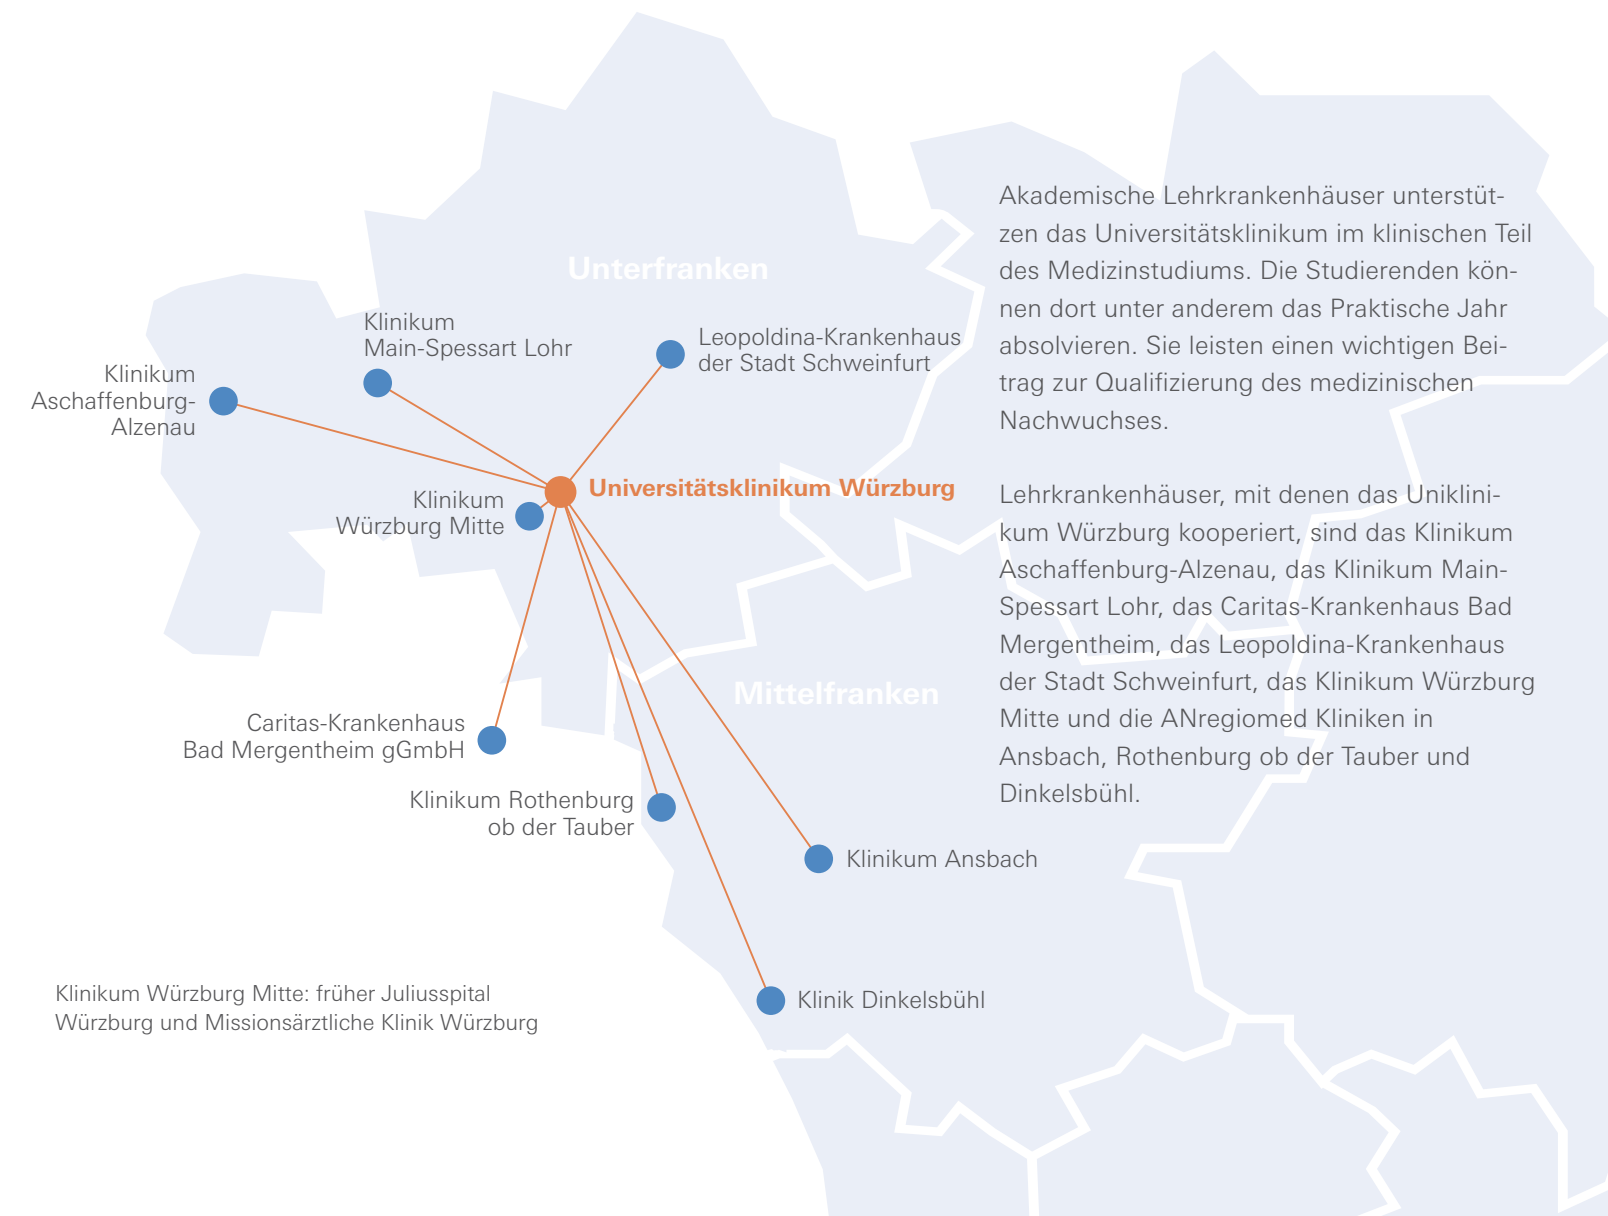 Unterfranken
Klinikum
Main-Spessart Lohr
Leopoldina-Krankenhaus
der Stadt Schweinfurt
Klinikum
Aschaffenburg-
Alzenau
Universitätsklinikum Würzburg
Klinikum
Würzburg Mitte
Mittelfranken
Caritas-Krankenhaus
Bad Mergentheim gGmbH
Klinikum Rothenburg
ob der Tauber
Klinikum Ansbach
Klinik Dinkelsbühl
Klinikum Würzburg Mitte: früher Juliusspital
Würzburg und Missionsärztliche Klinik Würzburg
Akademische Lehrkrankenhäuser unterstüt-
zen das Universitätsklinikum im klinischen Teil
des Medizinstudiums. Die Studierenden kön-
nen dort unter anderem das Praktische Jahr
absolvieren. Sie leisten einen wichtigen Bei-
trag zur Qualifizierung des medizinischen
Nachwuchses.
Lehrkrankenhäuser, mit denen das Uniklini-
kum Würzburg kooperiert, sind das Klinikum
Aschaffenburg-Alzenau, das Klinikum Main-
Spessart Lohr, das Caritas-Krankenhaus Bad
Mergentheim, das Leopoldina-Krankenhaus
der Stadt Schweinfurt, das Klinikum Würzburg
Mitte und die ANregiomed Kliniken in
Ansbach, Rothenburg ob der Tauber und
Dinkelsbühl.